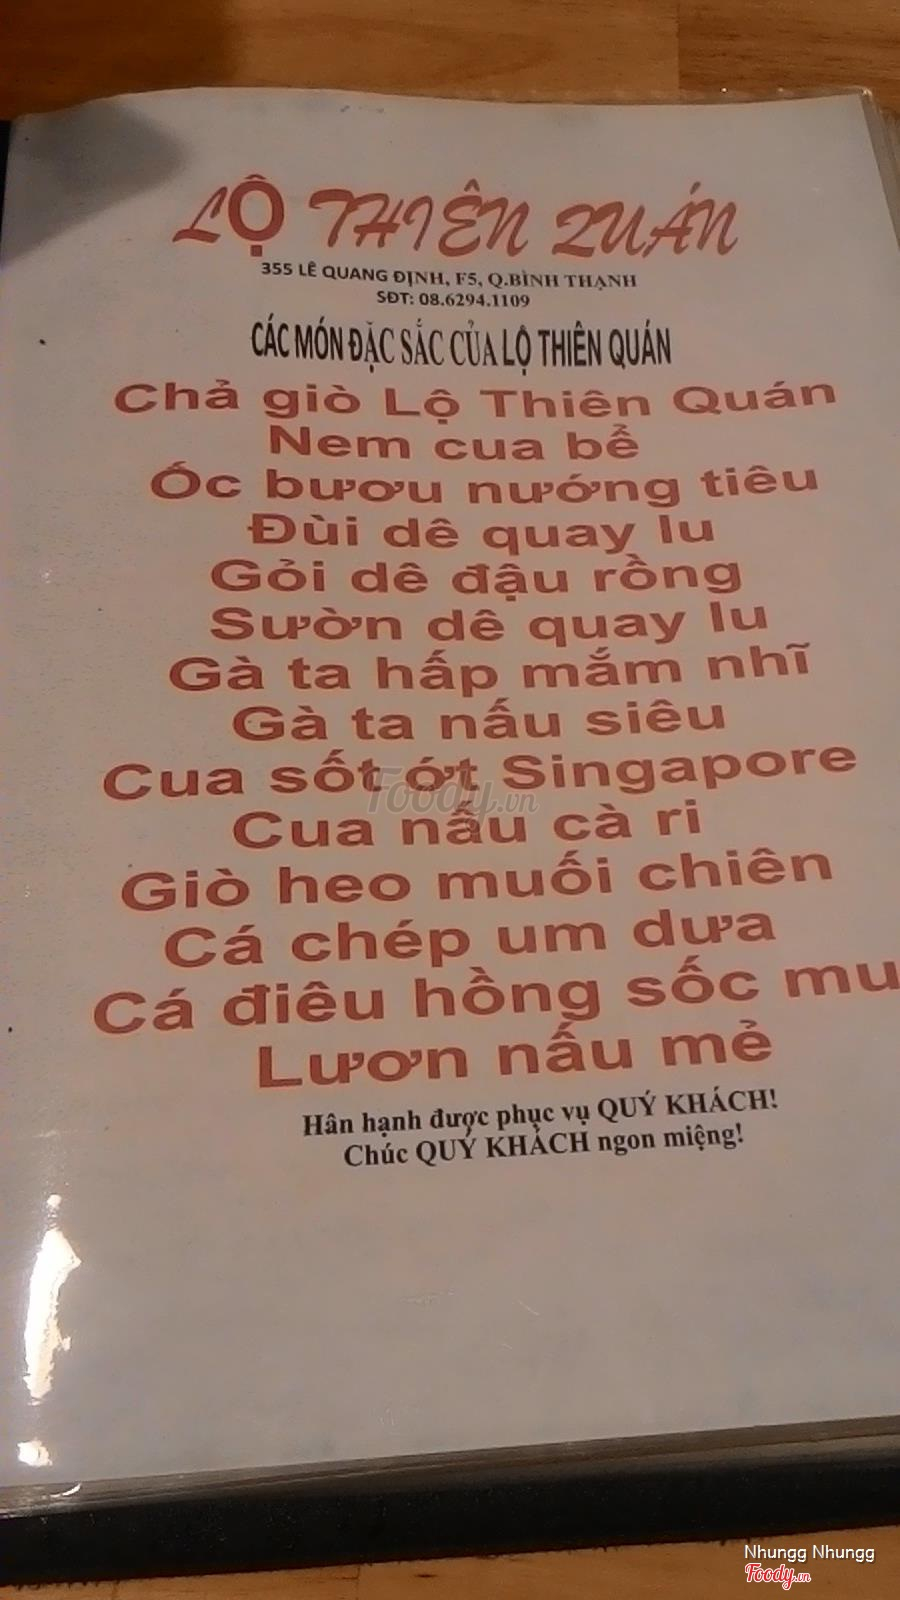 LỘ THIÊN QUÁN
355 LÊ QUANG ĐỊNH, F5, Q.BÌNH THẠNH
SĐT: 08.6294.1109
CÁC MÓN ĐẶC SẮC CỦA LỘ THIÊN QUÁN
Chả giò Lộ Thiên Quán
Nem cua bể
Ốc bươu nướng tiêu
Đùi dê quay lu
Gỏi dê đậu rồng
Sườn dê quay lu
Gà ta hấp mắm nhĩ
Gà ta nấu siêu
Cua sốt ớt Singapore
Foody.vn
Cua nấu cà ri
Giò heo muối chiên
Cá chép um dưa
Cá điêu hồng sốc mu
Lươn nấu mẻ
Hân hạnh được phục vụ QUÝ KHÁCH!
Chúc QUÝ KHÁCH ngon miệng!
Nhungg Nhungg
Foody.vn